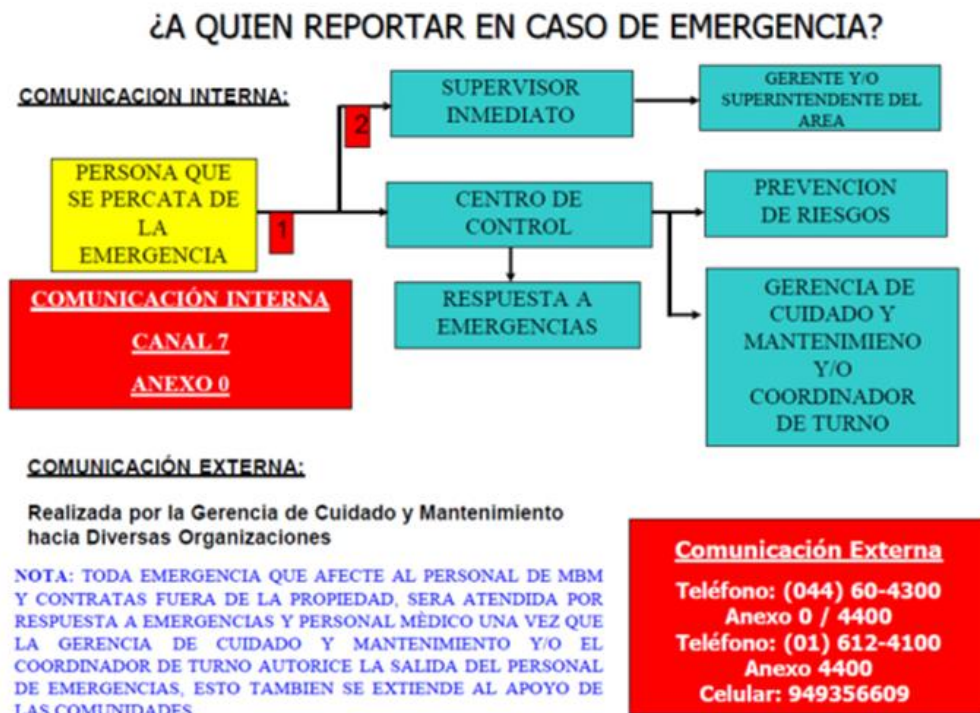 ¿A QUIEN REPORTAR EN CASO DE EMERGENCIA?
COMUNICACION INTERNA:
SUPERVISOR
INMEDIATO
GERENTE Y/O
SUPERINTENDENTE DEL
AREA
2
PERSONA QUE
SE PERCATA DE
LA
EMERGENCIA
1
CENTRO DE
CONTROL
PREVENCION
DE RIESGOS
RESPUESTA A
EMERGENCIAS
GERENCIA DE
CUIDADO Y
MANTENIMIENO
Y/O
COORDINADOR
DE TURNO
COMUNICACIÓN INTERNA
CANAL 7
ANEXO 0
COMUNICACIÓN EXTERNA:
Realizada por la Gerencia de Cuidado y Mantenimiento
hacia Diversas Organizaciones
NOTA: TODA EMERGENCIA QUE AFECTE AL PERSONAL DE MBM
Y CONTRATAS FUERA DE LA PROPIEDAD, SERA ATENDIDA POR
RESPUESTA A EMERGENCIAS Y PERSONAL MÈDICO UNA VEZ QUE
LA GERENCIA DE CUIDADO Y MANTENIMIENTO Y/O EL
COORDINADOR DE TURNO AUTORICE LA SALIDA DEL PERSONAL
DE EMERGENCIAS, ESTO TAMBIEN SE EXTIENDE AL APOYO DE
LAS COMUNIDADES
Comunicación Externa
Teléfono: (044) 60-4300
Anexo 0 / 4400
Teléfono: (01) 612-4100
Anexo 4400
Celular: 949356609